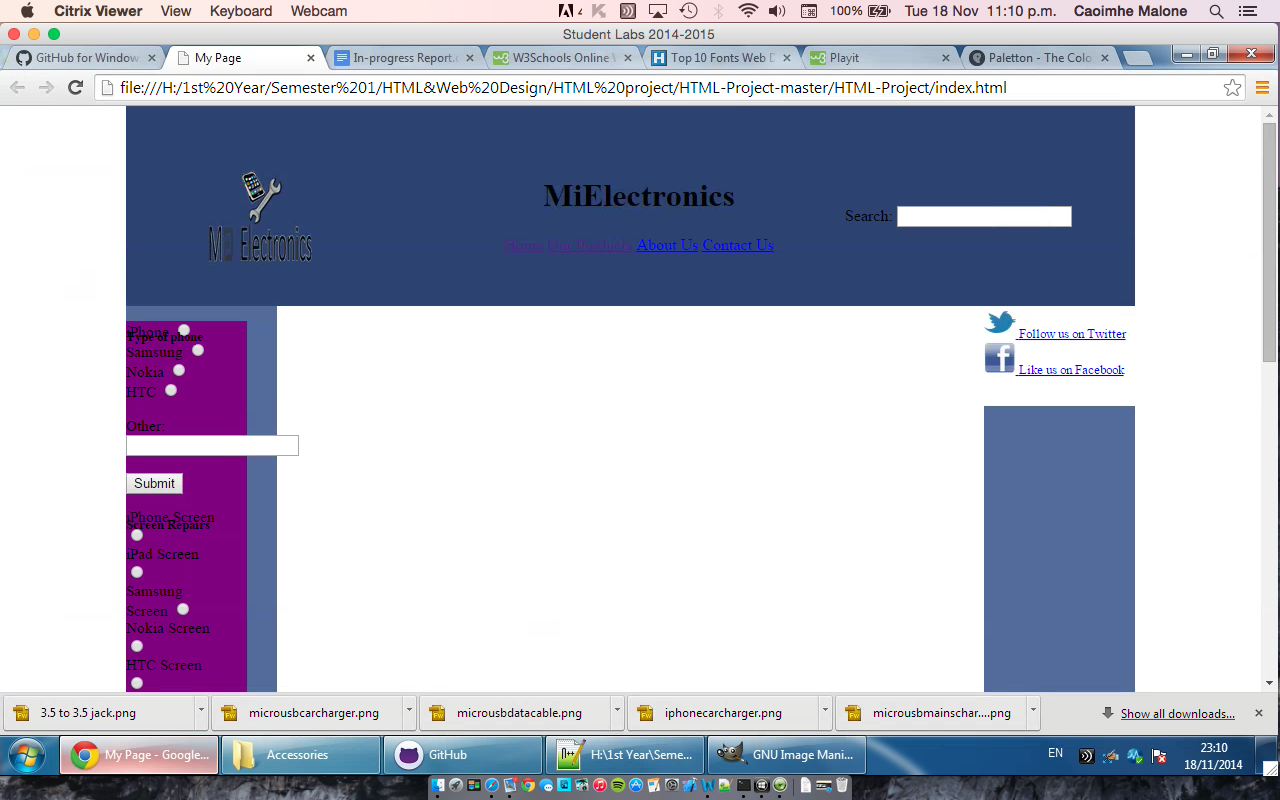 Citrix Viewer View Keyboard Webcam 4 100% Tue 18 Nov 11:10 p.m. Caoimhe Malone
Student Labs 2014-2015
GitHub for Window My Page In-progress Report.c W3Schools Online Top 10 Fonts Web D Playit Paletton - The Colo
file:///H:/1st%20Year/Semester%201/HTML&Web%20Design/HTML%20project/HTML-Project-master/HTML-Project/index.html
MiElectronics
Search:
Mi Electronics
Home Our Products About Us Contact Us
iPhone
Type of phone
Samsung
Nokia
HTC
Other:
Submit
iPhone Screen
Screen Repairs
iPad Screen
Samsung
Screen
Nokia Screen
HTC Screen
Follow us on Twitter
Like us on Facebook
3.5 to 3.5 jack.png microusbcarcharger.png microusbdatacable.png iphonecarcharger.png microusbmainschar....png Show all downloads...
My Page - Google... Accessories GitHub H:\1st Year\Seme... GNU Image Mani... EN 23:10
18/11/2014